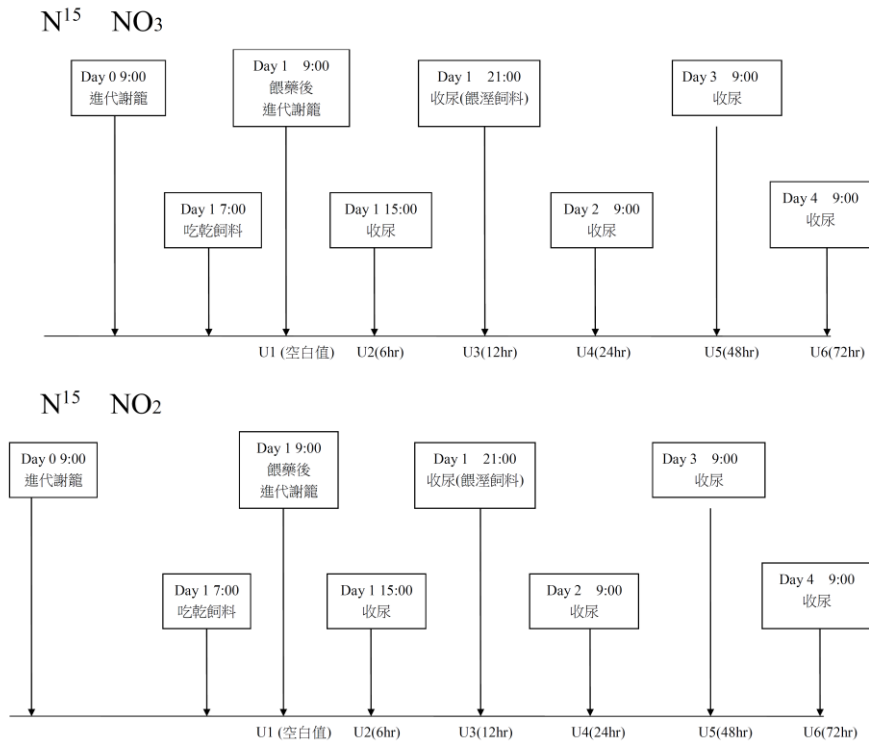 N¹⁵ NO₃
Day 0 9:00
進代謝籠
Day 1 9:00
餵藥後
進代謝籠
Day 1 21:00
收尿(餵溼飼料)
Day 3 9:00
收尿
Day 1 7:00
吃乾飼料
Day 1 15:00
收尿
Day 2 9:00
收尿
Day 4 9:00
收尿
U1 (空白值) U2(6hr) U3(12hr) U4(24hr) U5(48hr) U6(72hr)
N¹⁵ NO₂
Day 0 9:00
進代謝籠
Day 1 9:00
餵藥後
進代謝籠
Day 1 21:00
收尿(餵溼飼料)
Day 3 9:00
收尿
Day 1 7:00
吃乾飼料
Day 1 15:00
收尿
Day 2 9:00
收尿
Day 4 9:00
收尿
U1 (空白值) U2(6hr) U3(12hr) U4(24hr) U5(48hr) U6(72hr)